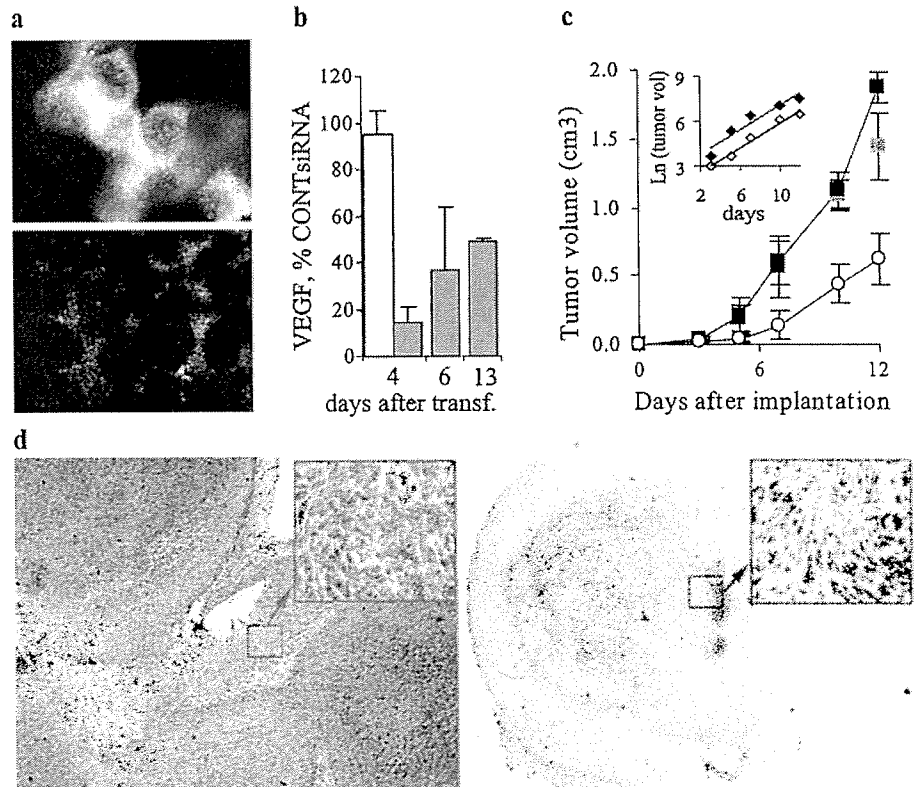 a
b
VEGF, % CONTsiRNA
120
100
80
60
40
20
0
4 6 13
days after transf.
c
Tumor volume (cm3)
2.0
1.5
1.0
0.5
0.0
Ln (tumor vol)
9
6
3
2 6 10
days
0 6 12
Days after implantation
d